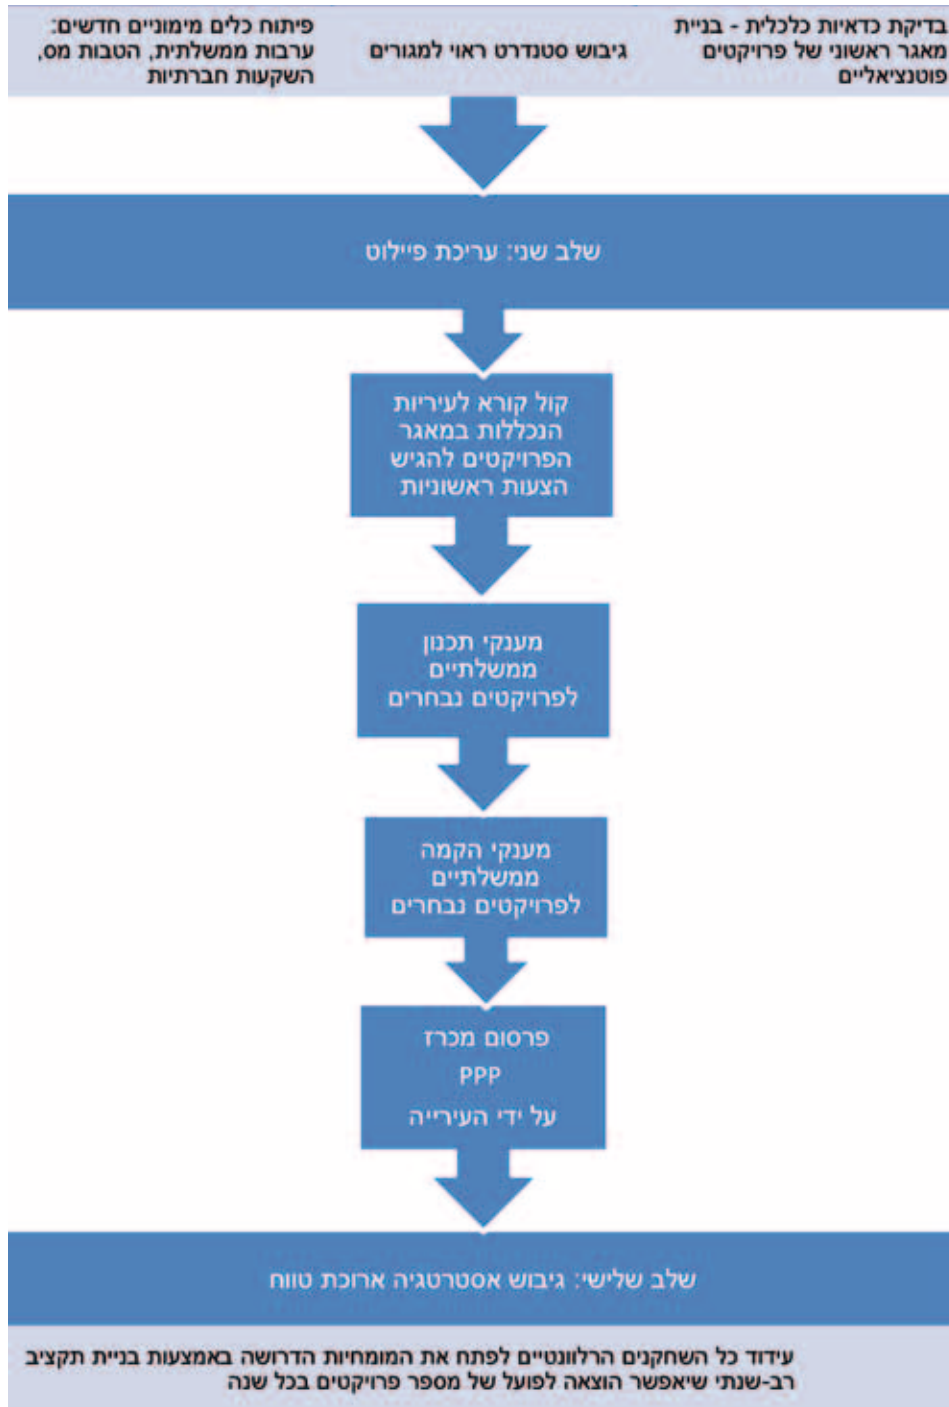 בדיקת כדאיות כלכלית - בניית
מאגר ראשוני של פרויקטים
פוטנציאליים
גיבוש סטנדרט ראוי למגורים
פיתוח כלים מימוניים חדשים:
ערבות ממשלתית, הטבות מס,
השקעות חברתיות
שלב שני: עריכת פיילוט
קול קורא לעיריות
הנכללות במאגר
הפרויקטים להגיש
הצעות ראשוניות
מענקי תכנון
ממשלתיים
לפרויקטים נבחרים
מענקי הקמה
ממשלתיים
לפרויקטים נבחרים
פרסום מכרז
PPP
על ידי העירייה
שלב שלישי: גיבוש אסטרטגיה ארוכת טווח
עידוד כל השחקנים הרלוונטיים לפתח את המומחיות הדרושה באמצעות בניית תקציב
רב-שנתי שיאפשר הוצאה לפועל של מספר פרויקטים בכל שנה